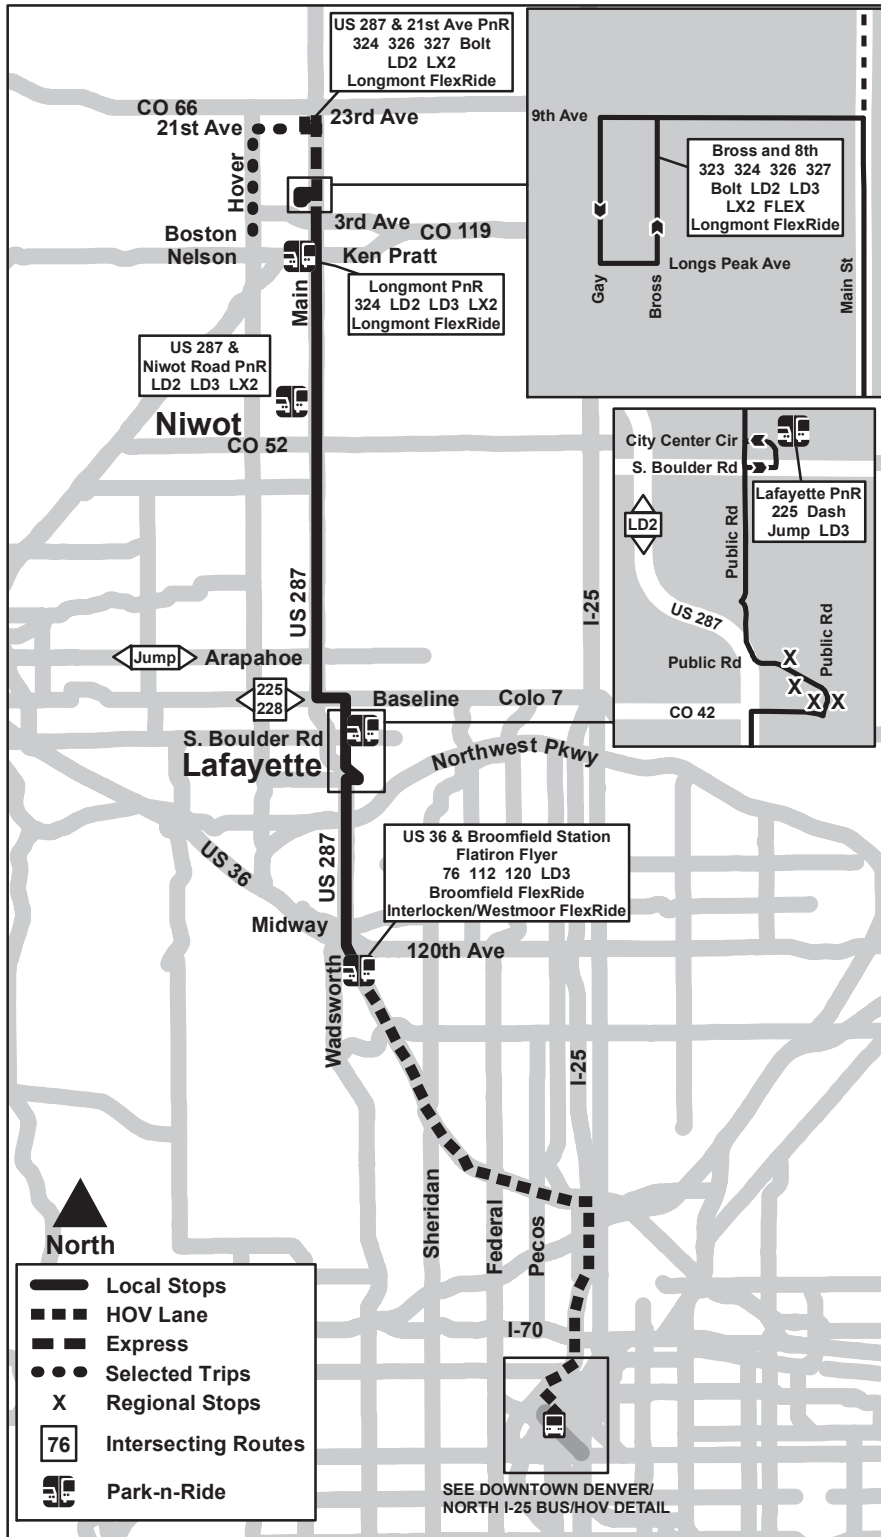 US 287 & 21st Ave PnR
324 326 327 Bolt
LD2 LX2
Longmont FlexRide
CO 66
21st Ave
23rd Ave
Hover
3rd Ave
CO 119
Boston
Nelson
Ken Pratt
Main
Longmont PnR
324 LD2 LD3 LX2
Longmont FlexRide
US 287 &
Niwot Road PnR
LD2 LD3 LX2
Niwot
CO 52
US 287
I-25
Jump
Arapahoe
225
228
Baseline
Colo 7
S. Boulder Rd
Lafayette
Northwest Pkwy
US 36
US 287
US 36 & Broomfield Station
Flatiron Flyer
76 112 120 LD3
Broomfield FlexRide
Interlocken/Westmoor FlexRide
Midway
120th Ave
Wadsworth
I-25
Sheridan
Federal
Pecos
I-70
SEE DOWNTOWN DENVER/
NORTH I-25 BUS/HOV DETAIL
9th Ave
Bross and 8th
323 324 326 327
Bolt LD2 LD3
LX2 FLEX
Longmont FlexRide
Longs Peak Ave
Gay
Bross
Main St
City Center Cir
S. Boulder Rd
Lafayette PnR
225 Dash
Jump LD3
LD2
Public Rd
US 287
Public Rd
Public Rd
X
X
X X
CO 42
North
Local Stops
HOV Lane
Express
Selected Trips
X Regional Stops
76 Intersecting Routes
Park-n-Ride